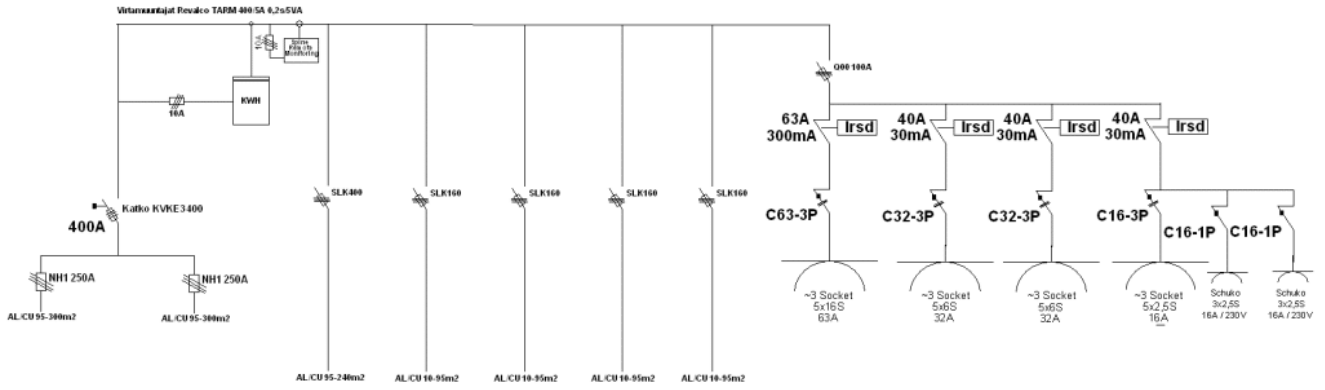 Virtamuuntajat Revalco TARM 400/5A 0,2s/5VA
10A
Monitoring
KWH
10A
Q00 100A
63A
300mA
Irsd
40A
30mA
Irsd
40A
30mA
Irsd
40A
30mA
Irsd
Katko KVKE3400
400A
SLK400
SLK160
SLK160
SLK160
SLK160
C63-3P
C32-3P
C32-3P
C16-3P
C16-1P
C16-1P
NH1 250A
NH1 250A
AL/CU 95-300m2
AL/CU 95-300m2
~3 Socket
5x16S
63A
~3 Socket
5x6S
32A
~3 Socket
5x6S
32A
~3 Socket
5x2,5S
16A
Schuko
3x2,5S
16A / 230V
Schuko
3x2,5S
16A / 230V
AL/CU 95-240m2
AL/CU 10-95m2
AL/CU 10-95m2
AL/CU 10-95m2
AL/CU 10-95m2